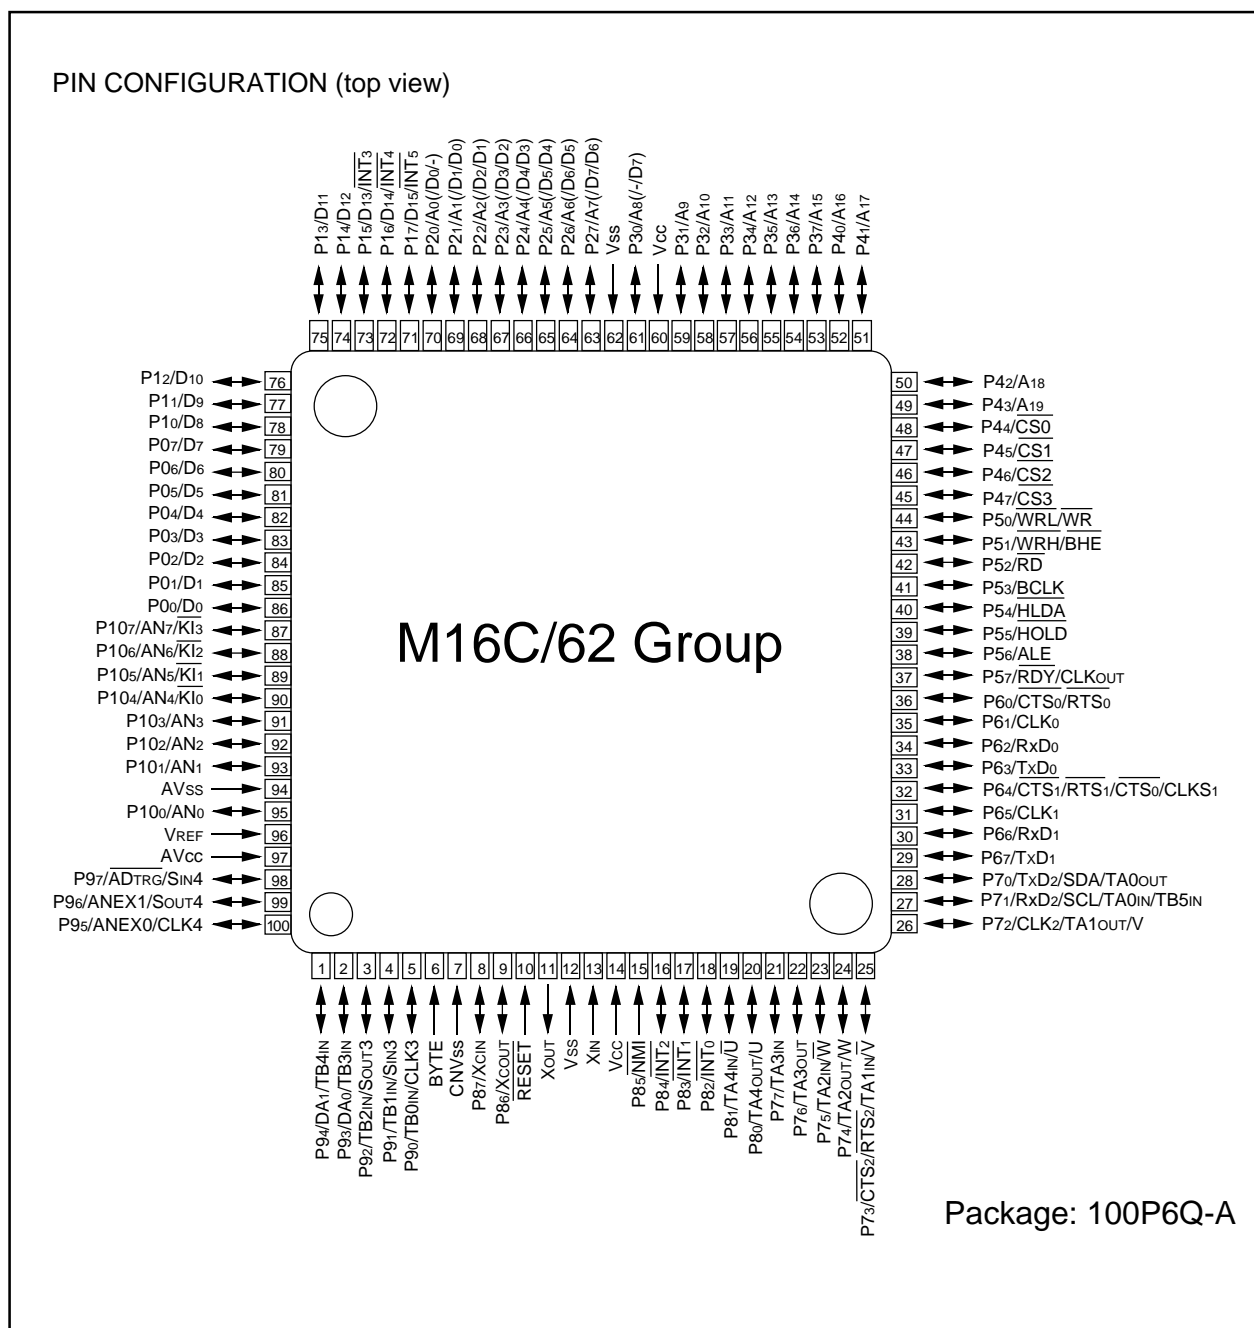 PIN CONFIGURATION (top view)
P13/D11
P14/D12
P15/D13/INT3
P16/D14/INT4
P17/D15/INT5
P20/A0(/D0/-)
P21/A1(/D1/D0)
P22/A2(/D2/D1)
P23/A3(/D3/D2)
P24/A4(/D4/D3)
P25/A5(/D5/D4)
P26/A6(/D6/D5)
P27/A7(/D7/D6)
Vss
P30/A8(/-/D7)
Vcc
P31/A9
P32/A10
P33/A11
P34/A12
P35/A13
P36/A14
P37/A15
P40/A16
P41/A17
75 74 73 72 71 70 69 68 67 66 65 64 63 62 61 60 59 58 57 56 55 54 53 52 51
P12/D10 76
P11/D9 77
P10/D8 78
P07/D7 79
P06/D6 80
P05/D5 81
P04/D4 82
P03/D3 83
P02/D2 84
P01/D1 85
P00/D0 86
P107/AN7/KI3 87
P106/AN6/KI2 88
P105/AN5/KI1 89
P104/AN4/KI0 90
P103/AN3 91
P102/AN2 92
P101/AN1 93
AVss 94
P100/AN0 95
VREF 96
AVcc 97
P97/ADTRG/SIN4 98
P96/ANEX1/SOUT4 99
P95/ANEX0/CLK4 100
M16C/62 Group
50 P42/A18
49 P43/A19
48 P44/CS0
47 P45/CS1
46 P46/CS2
45 P47/CS3
44 P50/WRL/WR
43 P51/WRH/BHE
42 P52/RD
41 P53/BCLK
40 P54/HLDA
39 P55/HOLD
38 P56/ALE
37 P57/RDY/CLKOUT
36 P60/CTS0/RTS0
35 P61/CLK0
34 P62/RxD0
33 P63/TxD0
32 P64/CTS1/RTS1/CTS0/CLKS1
31 P65/CLK1
30 P66/RxD1
29 P67/TxD1
28 P70/TxD2/SDA/TA0OUT
27 P71/RxD2/SCL/TA0IN/TB5IN
26 P72/CLK2/TA1OUT/V
1 2 3 4 5 6 7 8 9 10 11 12 13 14 15 16 17 18 19 20 21 22 23 24 25
P94/DA1/TB4IN
P93/DA0/TB3IN
P92/TB2IN/SOUT3
P91/TB1IN/SIN3
P90/TB0IN/CLK3
BYTE
CNVss
P87/XCIN
P86/XCOUT
RESET
XOUT
Vss
XIN
Vcc
P85/NMI
P84/INT2
P83/INT1
P82/INT0
P81/TA4IN/U
P80/TA4OUT/U
P77/TA3IN
P76/TA3OUT
P75/TA2IN/W
P74/TA2OUT/W
P73/CTS2/RTS2/TA1IN/V
Package: 100P6Q-A